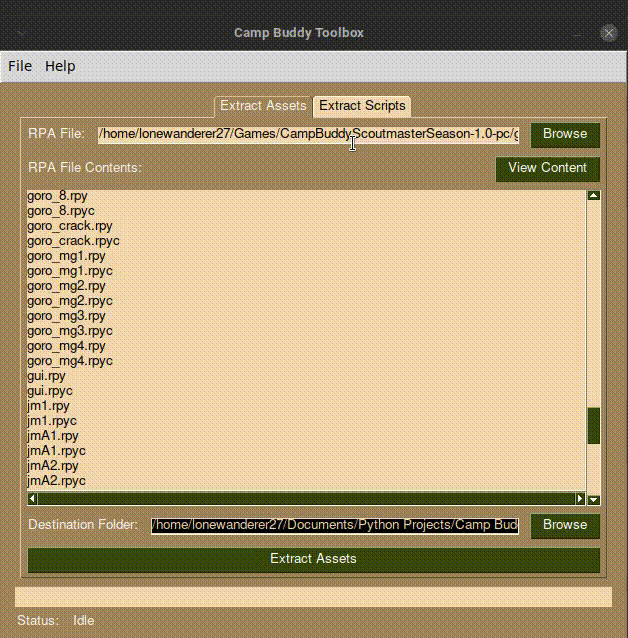 Camp Buddy Toolbox
File Help
Extract Assets Extract Scripts
RPA File: /home/lonewanderer27/Games/CampBuddyScoutmasterSeason-1.0-pc/g Browse
RPA File Contents: View Content
goro_8.rpy
goro_8.rpyc
goro_crack.rpy
goro_crack.rpyc
goro_mg1.rpy
goro_mg1.rpyc
goro_mg2.rpy
goro_mg2.rpyc
goro_mg3.rpy
goro_mg3.rpyc
goro_mg4.rpy
goro_mg4.rpyc
gui.rpy
gui.rpyc
jm1.rpy
jm1.rpyc
jmA1.rpy
jmA1.rpyc
jmA2.rpy
jmA2.rpyc
Destination Folder: /home/lonewanderer27/Documents/Python Projects/Camp Bud Browse
Extract Assets
Status: Idle